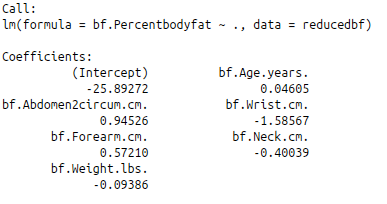 Call:
lm(formula = bf.Percentbodyfat ~ ., data = reducedbf)
Coefficients:
(Intercept) bf.Age.years.
-25.89272 0.04605
bf.Abdomen2circum.cm. bf.Wrist.cm.
0.94526 -1.58567
bf.Forearm.cm. bf.Neck.cm.
0.57210 -0.40039
bf.Weight.lbs.
-0.09386